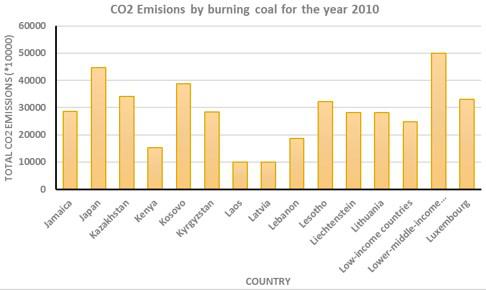 CO2 Emisions by burning coal for the year 2010
TOTAL CO2 EMISSIONS (*10000)
60000
50000
40000
30000
20000
10000
0
Jamaica
Japan
Kazakhstan
Kenya
Kosovo
Kyrgyzstan
Laos
Latvia
Lebanon
Lesotho
Liechtenstein
Lithuania
Low-income countries
Lower-middle-income...
Luxembourg
COUNTRY